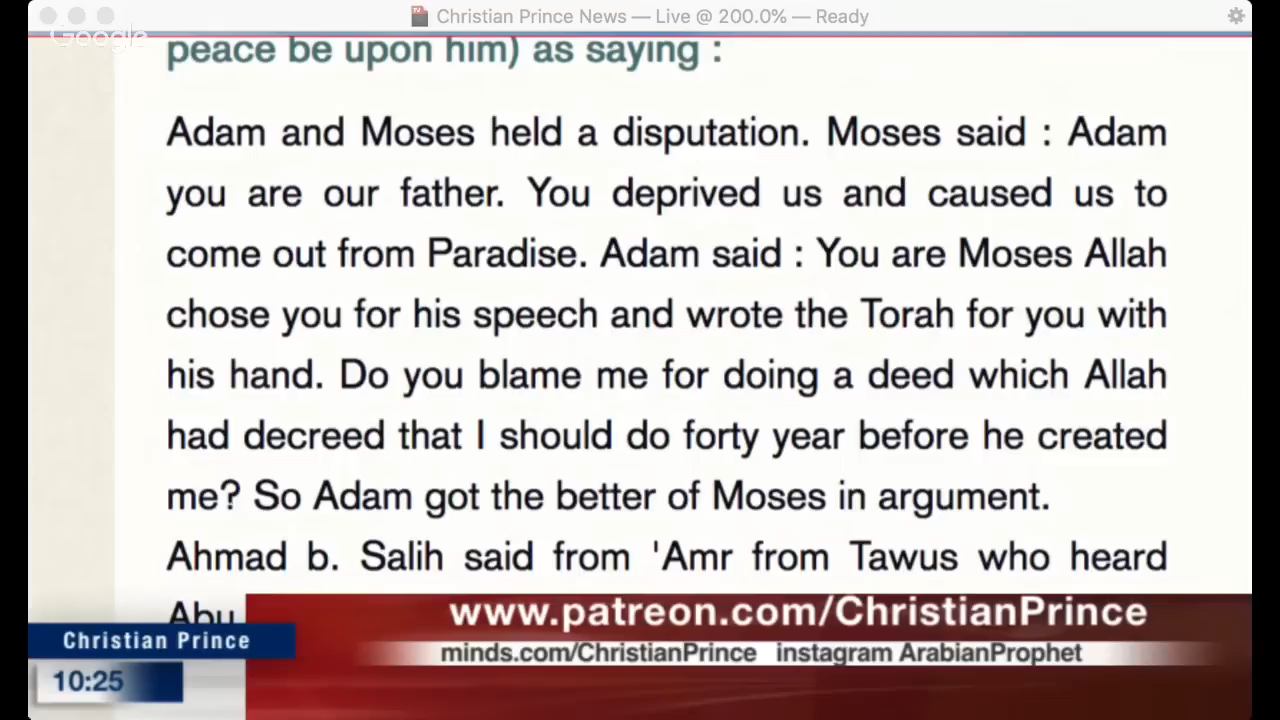 Christian Prince News — Live @ 200.0% — Ready
Google
peace be upon him) as saying :
Adam and Moses held a disputation. Moses said : Adam
you are our father. You deprived us and caused us to
come out from Paradise. Adam said : You are Moses Allah
chose you for his speech and wrote the Torah for you with
his hand. Do you blame me for doing a deed which Allah
had decreed that I should do forty year before he created
me? So Adam got the better of Moses in argument.
Ahmad b. Salih said from 'Amr from Tawus who heard
Abu
www.patreon.com/ChristianPrince
Christian Prince
minds.com/ChristianPrince instagram ArabianProphet
10:25